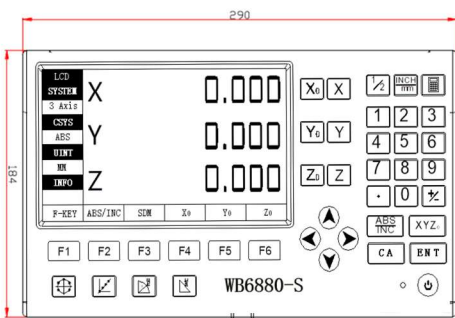 290
184
LCD
SYSTEM
3 Axis
CSYS
ABS
UINT
MM
INFO
X 0.000
Y 0.000
Z 0.000
F-KEY ABS/INC SDM X₀ Y₀ Z₀
F1 F2 F3 F4 F5 F6
WB6880-S
X₀ X
Y₀ Y
Z₀ Z
1/2 INCH/mm
1 2 3
4 5 6
7 8 9
. 0 +/-
ABS/INC XYZ₀
CA ENT